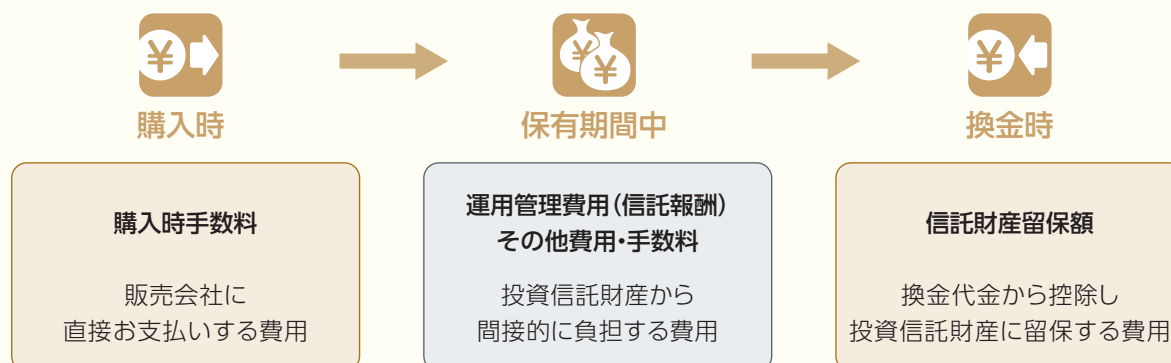 購入時
保有期間中
換金時
購入時手数料
販売会社に
直接お支払いする費用
運用管理費用(信託報酬)
その他費用・手数料
投資信託財産から
間接的に負担する費用
信託財産留保額
換金代金から控除し
投資信託財産に留保する費用